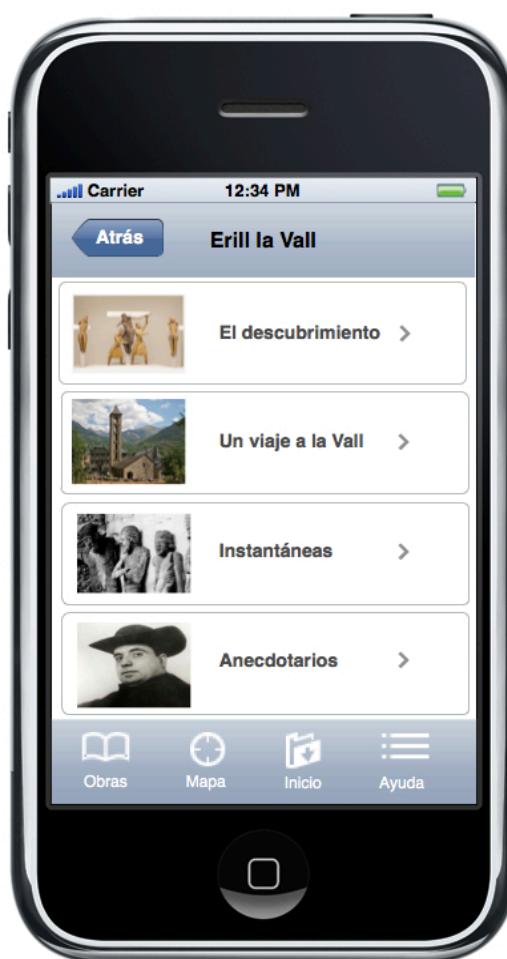 Carrier 12:34 PM
Atrás Erill la Vall
El descubrimiento
Un viaje a la Vall
Instantáneas
Anecdotarios
Obras Mapa Inicio Ayuda